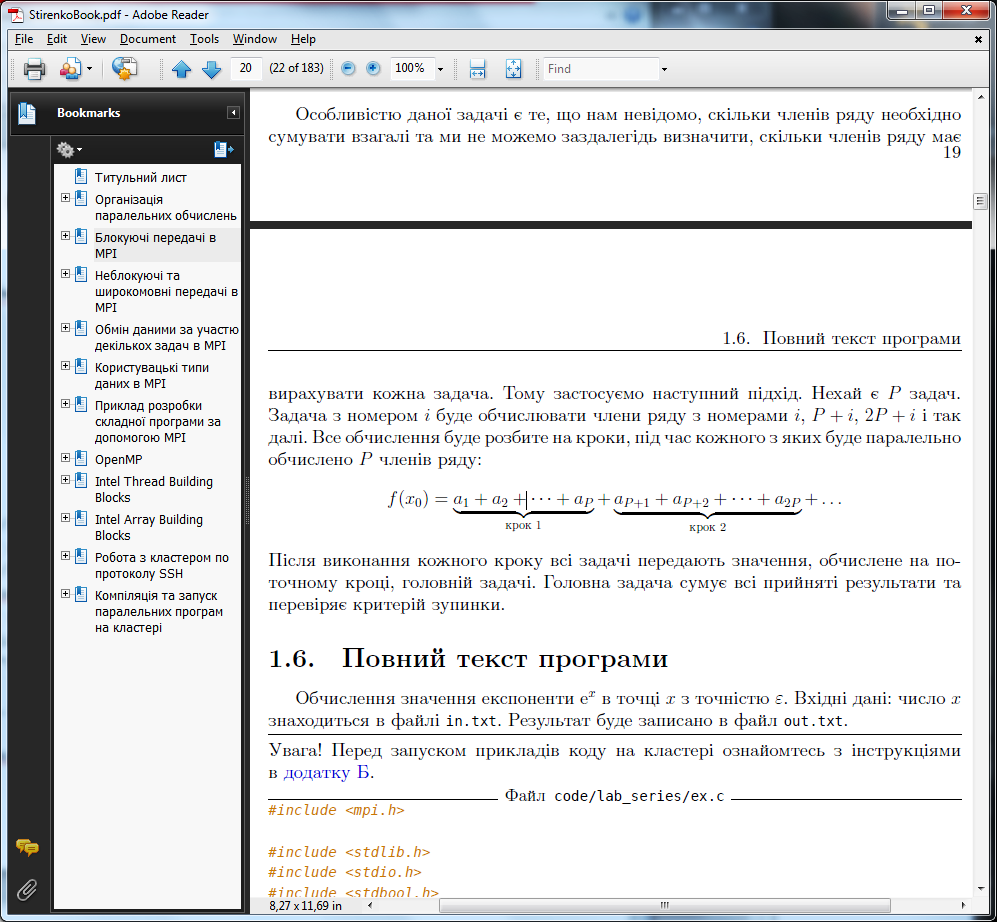 StirenkoBook.pdf - Adobe Reader
File Edit View Document Tools Window Help
20 (22 of 183) 100% Find
Bookmarks
Титульний лист
Організація
паралельних обчислень
Блокуючі передачі в
MPI
Неблокуючі та
широкомовні передачі в
MPI
Обмін даними за участю
декількох задач в MPI
Користувацькі типи
даних в MPI
Приклад розробки
складної програми за
допомогою MPI
OpenMP
Intel Thread Building
Blocks
Intel Array Building
Blocks
Робота з кластером по
протоколу SSH
Компіляція та запуск
паралельних програм
на кластері
Особливістю даної задачі є те, що нам невідомо, скільки членів ряду необхідно
сумувати взагалі та ми не можемо заздалегідь визначити, скільки членів ряду має
19
1.6. Повний текст програми
вирахувати кожна задача. Тому застосуємо наступний підхід. Нехай є P задач.
Задача з номером i буде обчислювати члени ряду з номерами i, P + i, 2P + i і так
далі. Все обчислення буде розбите на кроки, під час кожного з яких буде паралельно
обчислено P членів ряду:
f(x₀) = a₁ + a₂ + ⋯ + a_P + a_{P+1} + a_{P+2} + ⋯ + a_{2P} + …
крок 1 крок 2
Після виконання кожного кроку всі задачі передають значення, обчислене на по-
точному кроці, головній задачі. Головна задача сумує всі прийняті результати та
перевіряє критерій зупинки.
1.6. Повний текст програми
Обчислення значення експоненти eˣ в точці x з точністю ε. Вхідні дані: число x
знаходиться в файлі in.txt. Результат буде записано в файл out.txt.
Увага! Перед запуском прикладів коду на кластері ознайомтесь з інструкціями
в додатку Б.
Файл code/lab_series/ex.c
#include <mpi.h>
#include <stdlib.h>
#include <stdio.h>
#include <stdbool.h>
8,27 x 11,69 in